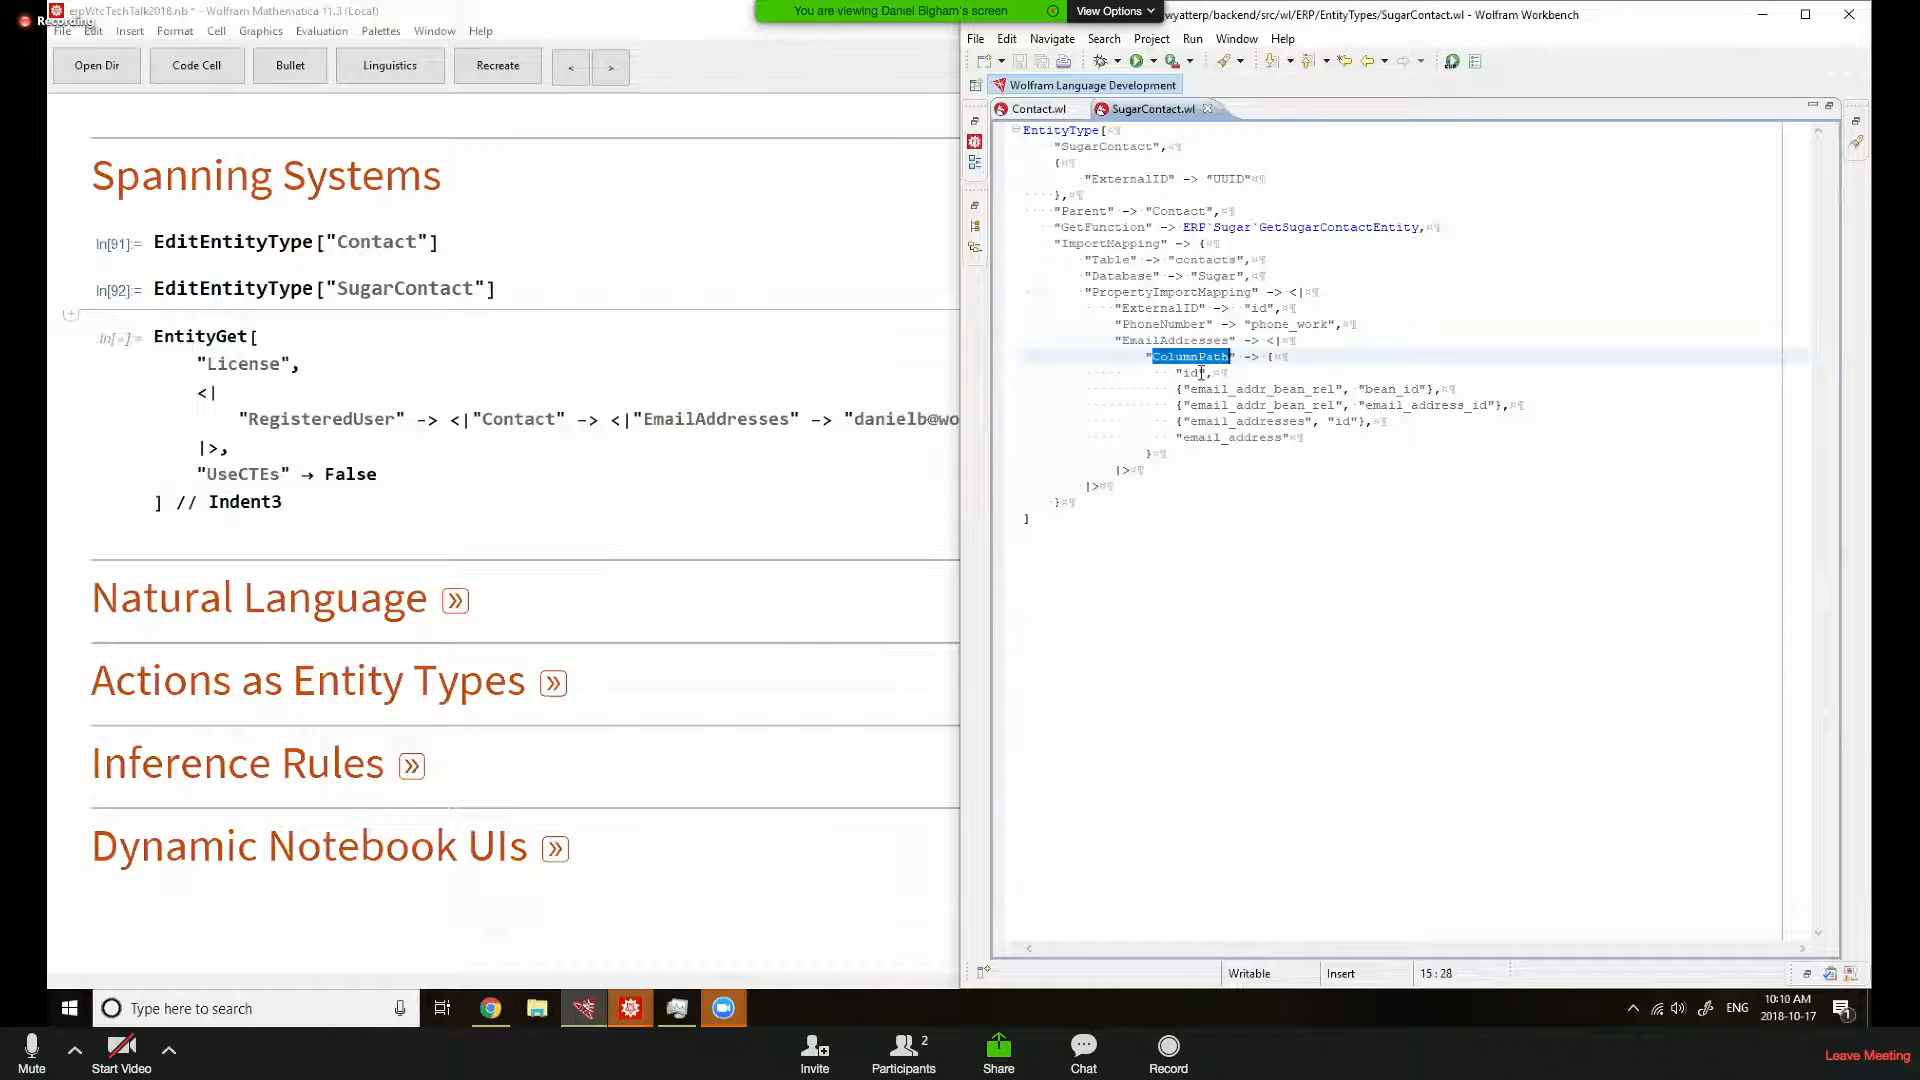 erpWtcTechTalk2018.nb * - Wolfram Mathematica 11.3 (Local)
Recording
You are viewing Daniel Bigham's screen
View Options
wyatterp/backend/src/wl/ERP/EntityTypes/SugarContact.wl - Wolfram Workbench
File Edit Insert Format Cell Graphics Evaluation Palettes Window Help
Open Dir
Code Cell
Bullet
Linguistics
Recreate
<
>
Spanning Systems
In[91]:= EditEntityType["Contact"]
In[92]:= EditEntityType["SugarContact"]
In[•]:= EntityGet[
"License",
<|
"RegisteredUser" -> <|"Contact" -> <|"EmailAddresses" -> "danielb@wo
|>,
"UseCTEs" → False
] // Indent3
Natural Language »
Actions as Entity Types »
Inference Rules »
Dynamic Notebook UIs »
File Edit Navigate Search Project Run Window Help
Wolfram Language Development
Contact.wl
SugarContact.wl
EntityType[¤¶
"SugarContact",¤¶
{¤¶
"ExternalID" -> "UUID"¤¶
},¤¶
"Parent" -> "Contact",¤¶
"GetFunction" -> ERP`Sugar`GetSugarContactEntity,¤¶
"ImportMapping" -> {¤¶
"Table" -> "contacts",¤¶
"Database" -> "Sugar",¤¶
"PropertyImportMapping" -> <|¤¶
"ExternalID" -> "id",¤¶
"PhoneNumber" -> "phone_work",¤¶
"EmailAddresses" -> <|¤¶
"ColumnPath" -> {¤¶
"id",¤¶
{"email_addr_bean_rel", "bean_id"},¤¶
{"email_addr_bean_rel", "email_address_id"},¤¶
{"email_addresses", "id"},¤¶
"email_address"¤¶
}¤¶
|>¤¶
|>¤¶
}¤¶
]
Writable
Insert
15 : 28
Type here to search
ENG
10:10 AM
2018-10-17
1
Mute
Start Video
Invite
Participants
2
Share
Chat
Record
Leave Meeting